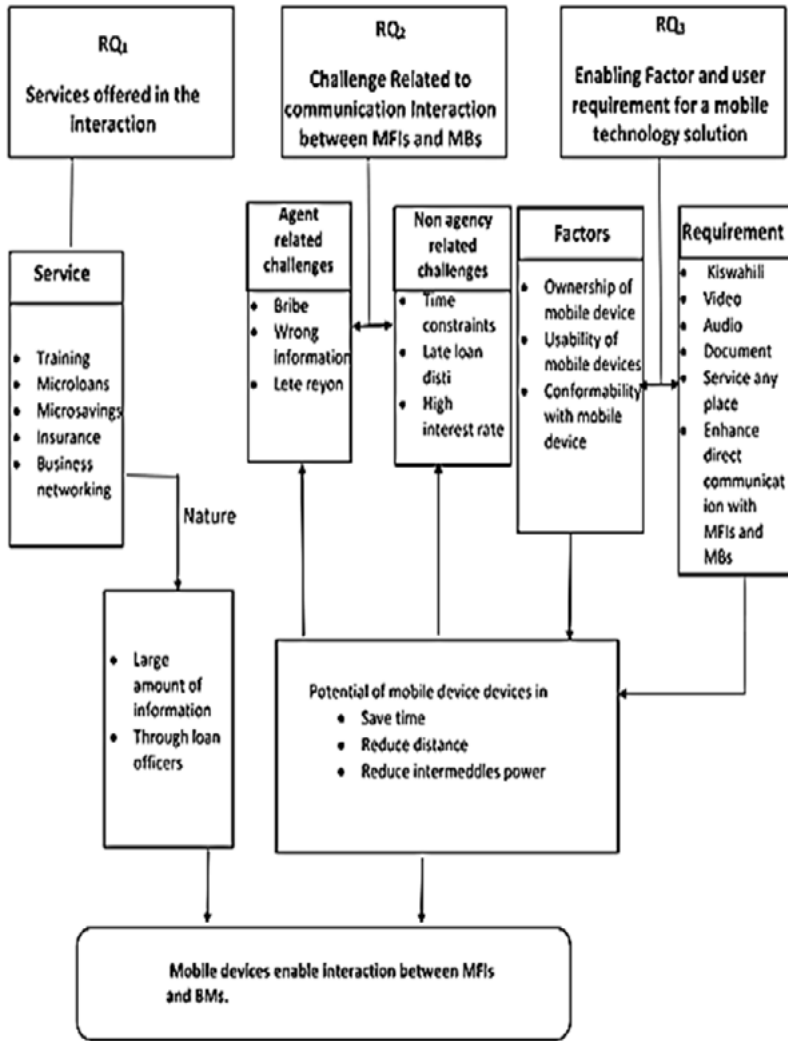 RQ1
Services offered in the
interaction
RQ2
Challenge Related to
communication Interaction
between MFIs and MBs
RQ3
Enabling Factor and user
requirement for a mobile
technology solution
Service
• Training
• Microloans
• Microsavings
• Insurance
• Business
networking
Agent
related
challenges
• Bribe
• Wrong
information
• Lete reyon
Non agency
related
challenges
• Time
constraints
• Late loan
disti
• High
interest rate
Factors
• Ownership of
mobile device
• Usability of
mobile devices
• Conformability
with mobile
device
Requirement
• Kiswahili
• Video
• Audio
• Document
• Service any
place
• Enhance
direct
communicat
ion with
MFIs and
MBs
Nature
• Large
amount of
information
• Through loan
officers
Potential of mobile device devices in
• Save time
• Reduce distance
• Reduce intermeddles power
Mobile devices enable interaction between MFIs
and BMs.